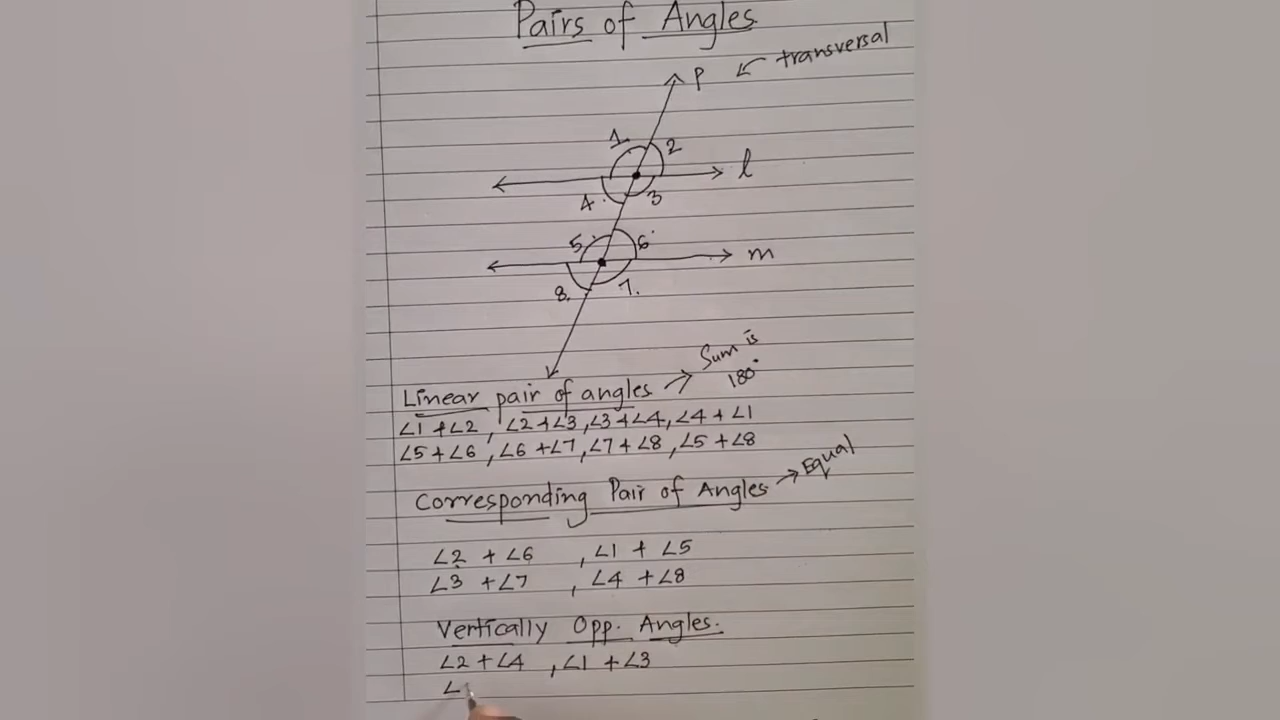 Pairs of Angles
transversal
P
1. 2
l
4. 3
5. 6.
m
8. 7.
Linear pair of angles → Sum is 180°
∠1 + ∠2 , ∠2 + ∠3 , ∠3 + ∠4 , ∠4 + ∠1
∠5 + ∠6 , ∠6 + ∠7 , ∠7 + ∠8 , ∠5 + ∠8
Corresponding Pair of Angles → Equal
∠2 + ∠6 , ∠1 + ∠5
∠3 + ∠7 , ∠4 + ∠8
Vertically Opp. Angles.
∠2 + ∠4 , ∠1 + ∠3
∠